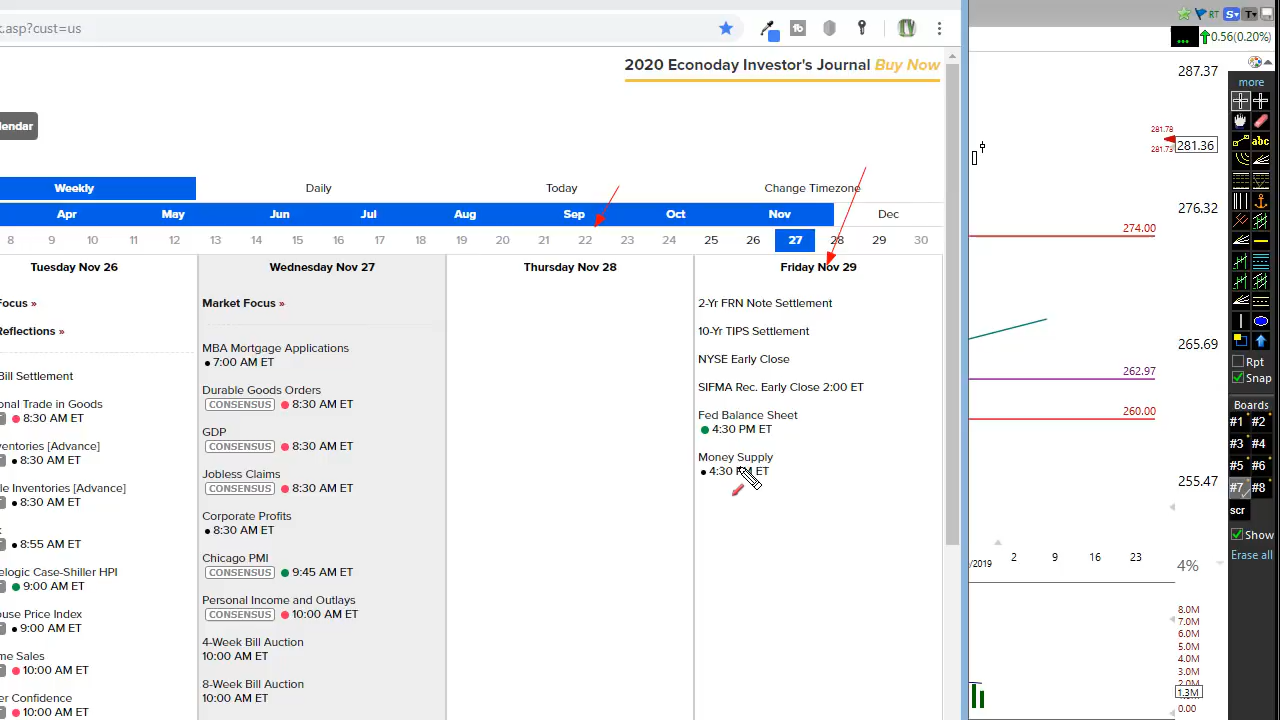 k.asp?cust=us
2020 Econoday Investor's Journal Buy Now
lendar
Weekly Daily Today Change Timezone
Apr May Jun Jul Aug Sep Oct Nov Dec
8 9 10 11 12 13 14 15 16 17 18 19 20 21 22 23 24 25 26 27 28 29 30
Tuesday Nov 26
Focus »
Reflections »
Bill Settlement
onal Trade in Goods
8:30 AM ET
ventories [Advance]
8:30 AM ET
le Inventories [Advance]
8:30 AM ET
8:55 AM ET
elogic Case-Shiller HPI
9:00 AM ET
ouse Price Index
9:00 AM ET
me Sales
10:00 AM ET
er Confidence
10:00 AM ET
Wednesday Nov 27
Market Focus »
MBA Mortgage Applications
7:00 AM ET
Durable Goods Orders
CONSENSUS 8:30 AM ET
GDP
CONSENSUS 8:30 AM ET
Jobless Claims
CONSENSUS 8:30 AM ET
Corporate Profits
8:30 AM ET
Chicago PMI
CONSENSUS 9:45 AM ET
Personal Income and Outlays
CONSENSUS 10:00 AM ET
4-Week Bill Auction
10:00 AM ET
8-Week Bill Auction
10:00 AM ET
Thursday Nov 28
Friday Nov 29
2-Yr FRN Note Settlement
10-Yr TIPS Settlement
NYSE Early Close
SIFMA Rec. Early Close 2:00 ET
Fed Balance Sheet
4:30 PM ET
Money Supply
4:30 PM ET
RT S T
0.56(0.20%)
287.37
281.78
281.36
281.73
276.32
274.00
265.69
262.97
260.00
255.47
/2019 2 9 16 23 4%
8.0M
7.0M
6.0M
5.0M
4.0M
3.0M
2.0M
1.3M
0.00
more
abc
Rpt
Snap
Boards
#1 #2
#3 #4
#5 #6
#7 #8
scr
Show
Erase all